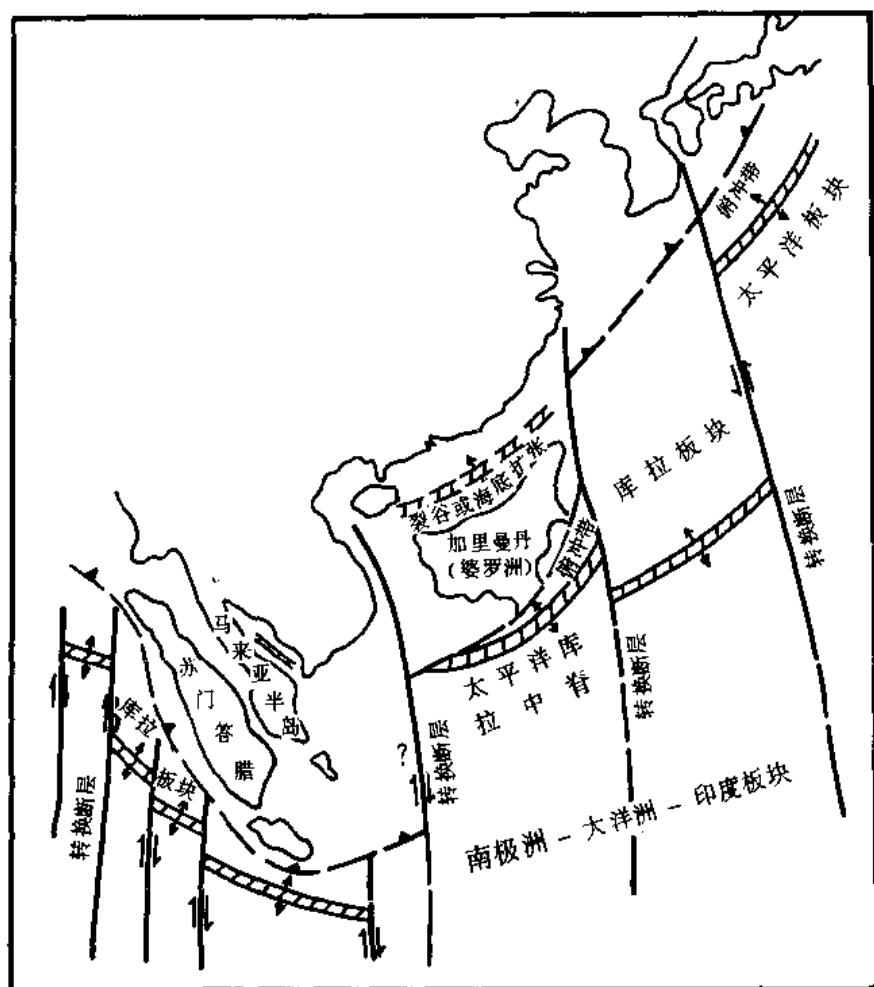 俯冲带
太平洋板块
库拉板块
转换断层
裂谷或海底扩张
加里曼丹
(婆罗洲)
俯冲带
太平洋库
拉中脊
转换断层
马来亚半岛
苏门答腊
库拉
板块
?
转换断层
转换断层
南极洲-大洋洲-印度板块